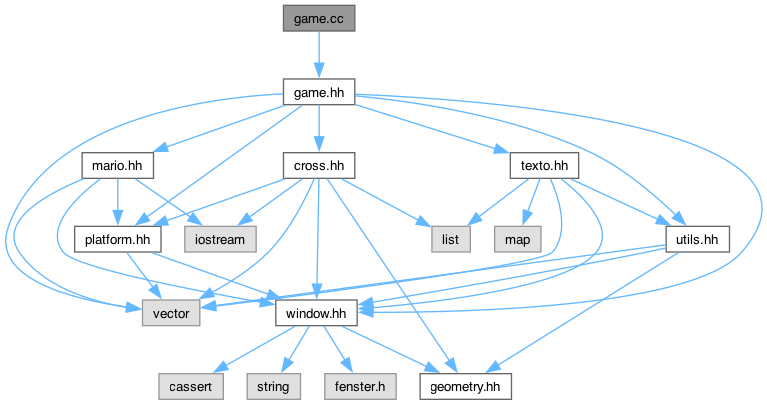 game.cc
game.hh
mario.hh
cross.hh
texto.hh
platform.hh
iostream
list
map
utils.hh
vector
window.hh
cassert
string
fenster.h
geometry.hh